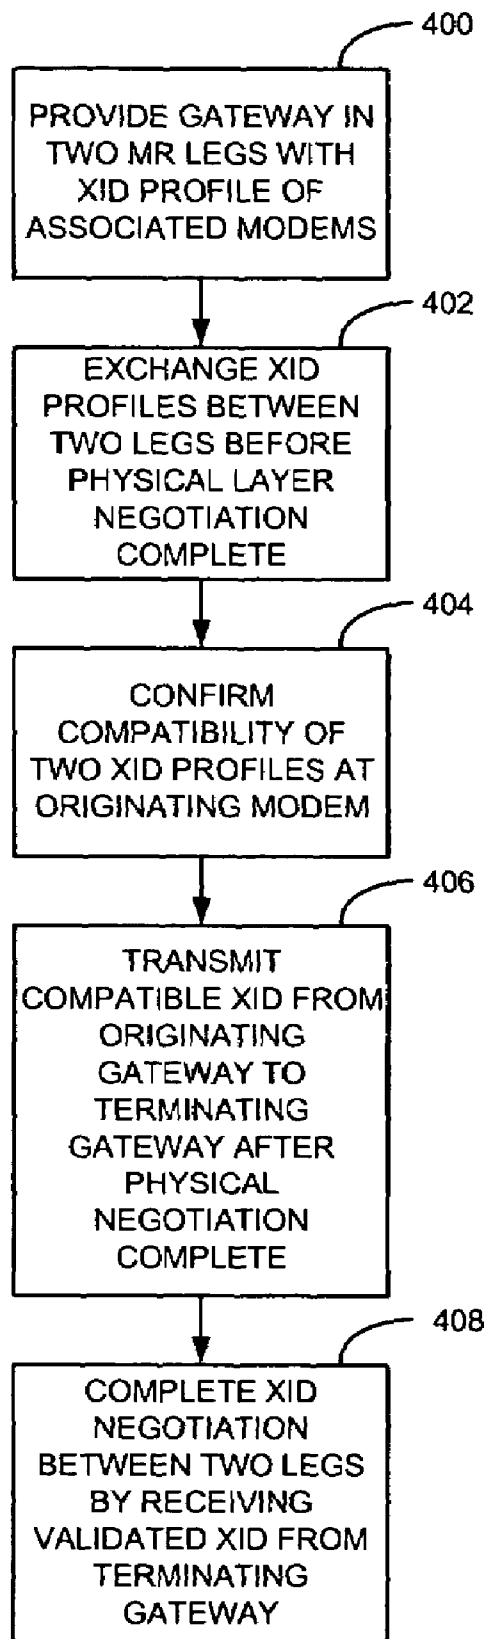 400
PROVIDE GATEWAY IN
TWO MR LEGS WITH
XID PROFILE OF
ASSOCIATED MODEMS
402
EXCHANGE XID
PROFILES BETWEEN
TWO LEGS BEFORE
PHYSICAL LAYER
NEGOTIATION
COMPLETE
404
CONFIRM
COMPATIBILITY OF
TWO XID PROFILES AT
ORIGINATING MODEM
406
TRANSMIT
COMPATIBLE XID FROM
ORIGINATING
GATEWAY TO
TERMINATING
GATEWAY AFTER
PHYSICAL
NEGOTIATION
COMPLETE
408
COMPLETE XID
NEGOTIATION
BETWEEN TWO LEGS
BY RECEIVING
VALIDATED XID FROM
TERMINATING
GATEWAY